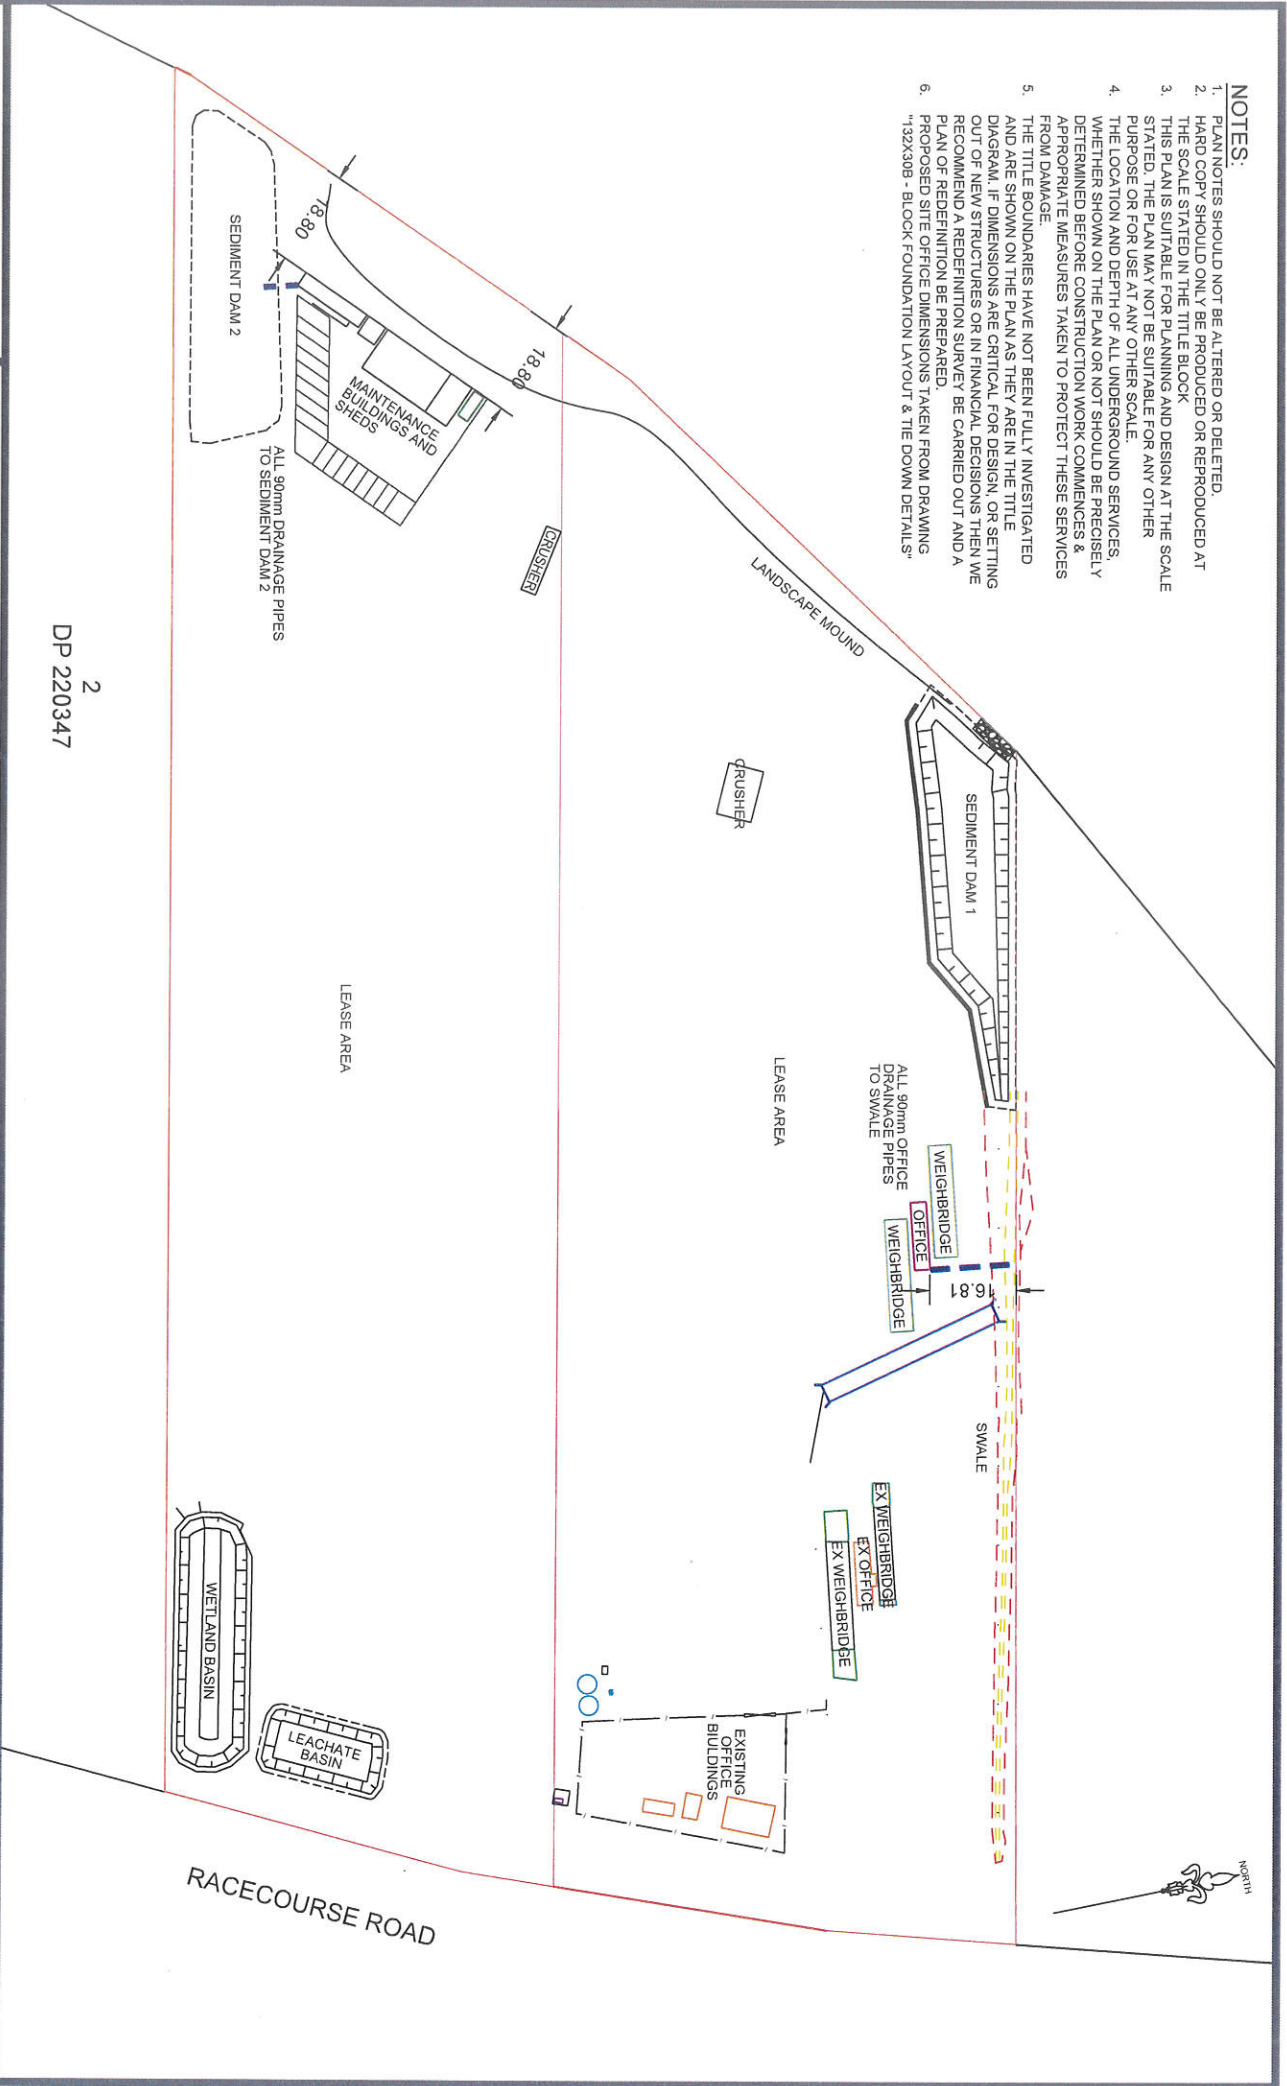 NOTES:
1. PLAN NOTES SHOULD NOT BE ALTERED OR DELETED.
2. HARD COPY SHOULD ONLY BE PRODUCED OR REPRODUCED AT
THE SCALE STATED IN THE TITLE BLOCK
3. THIS PLAN IS SUITABLE FOR PLANNING AND DESIGN AT THE SCALE
STATED. THE PLAN MAY NOT BE SUITABLE FOR ANY OTHER
PURPOSE OR FOR USE AT ANY OTHER SCALE.
4. THE LOCATION AND DEPTH OF ALL UNDERGROUND SERVICES,
WHETHER SHOWN ON THE PLAN OR NOT SHOULD BE PRECISELY
DETERMINED BEFORE CONSTRUCTION WORK COMMENCES &
APPROPRIATE MEASURES TAKEN TO PROTECT THESE SERVICES
FROM DAMAGE.
5. THE TITLE BOUNDARIES HAVE NOT BEEN FULLY INVESTIGATED
AND ARE SHOWN ON THE PLAN AS THEY ARE IN THE TITLE
DIAGRAM. IF DIMENSIONS ARE CRITICAL FOR DESIGN, OR SETTING
OUT OF NEW STRUCTURES OR IN FINANCIAL DECISIONS THEN WE
RECOMMEND A REDEFINITION SURVEY BE CARRIED OUT AND A
PLAN OF REDEFINITION BE PREPARED.
6. PROPOSED SITE OFFICE DIMENSIONS TAKEN FROM DRAWING
"132X30B - BLOCK FOUNDATION LAYOUT & TIE DOWN DETAILS"
NORTH
SEDIMENT DAM 1
SWALE
16.81
WEIGHBRIDGE
OFFICE
WEIGHBRIDGE
ALL 90mm OFFICE
DRAINAGE PIPES
TO SWALE
EX WEIGHBRIDGE
EX OFFICE
EX WEIGHBRIDGE
LANDSCAPE MOUND
CRUSHER
LEASE AREA
EXISTING
OFFICE
BIULDINGS
78.80
CRUSHER
78.80
MAINTENANCE
BUILDINGS AND
SHEDS
LEASE AREA
SEDIMENT DAM 2
ALL 90mm DRAINAGE PIPES
TO SEDIMENT DAM 2
LEACHATE
BASIN
WETLAND BASIN
RACECOURSE ROAD
2
DP 220347